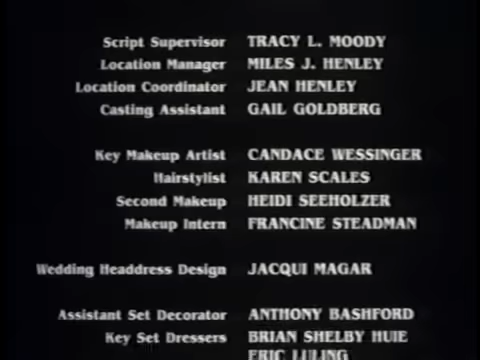 Script Supervisor TRACY L. MOODY
Location Manager MILES J. HENLEY
Location Coordinator JEAN HENLEY
Casting Assistant GAIL GOLDBERG
Key Makeup Artist CANDACE WESSINGER
Hairstylist KAREN SCALES
Second Makeup HEIDI SEEHOLZER
Makeup Intern FRANCINE STEADMAN
Wedding Headdress Design JACQUI MAGAR
Assistant Set Decorator ANTHONY BASHFORD
Key Set Dressers BRIAN SHELBY HUIE
ERIC LULING